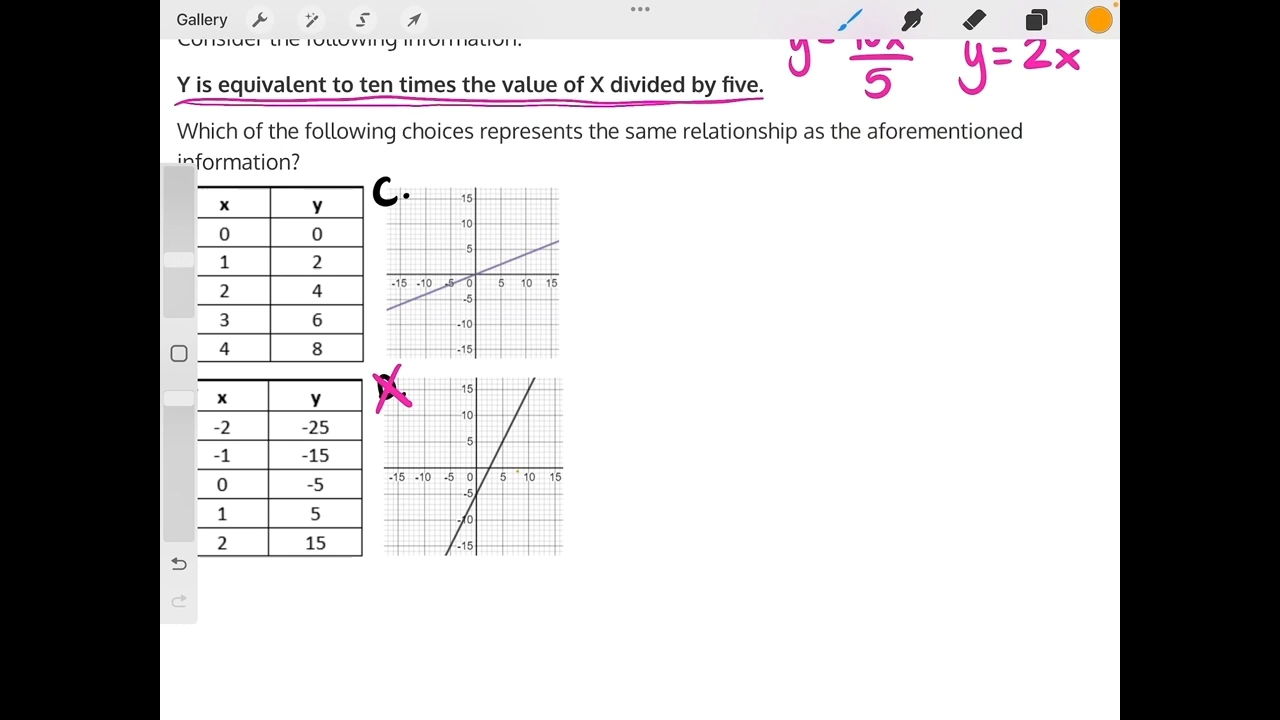 Gallery
Consider the following information.
y = 10x / 5 y = 2x
Y is equivalent to ten times the value of X divided by five.
Which of the following choices represents the same relationship as the aforementioned
information?
x y
0 0
1 2
2 4
3 6
4 8
C.
15
10
5
-15 -10 -5 0 5 10 15
-5
-10
-15
x y
-2 -25
-1 -15
0 -5
1 5
2 15
D.
15
10
5
-15 -10 -5 0 5 10 15
-5
-10
-15